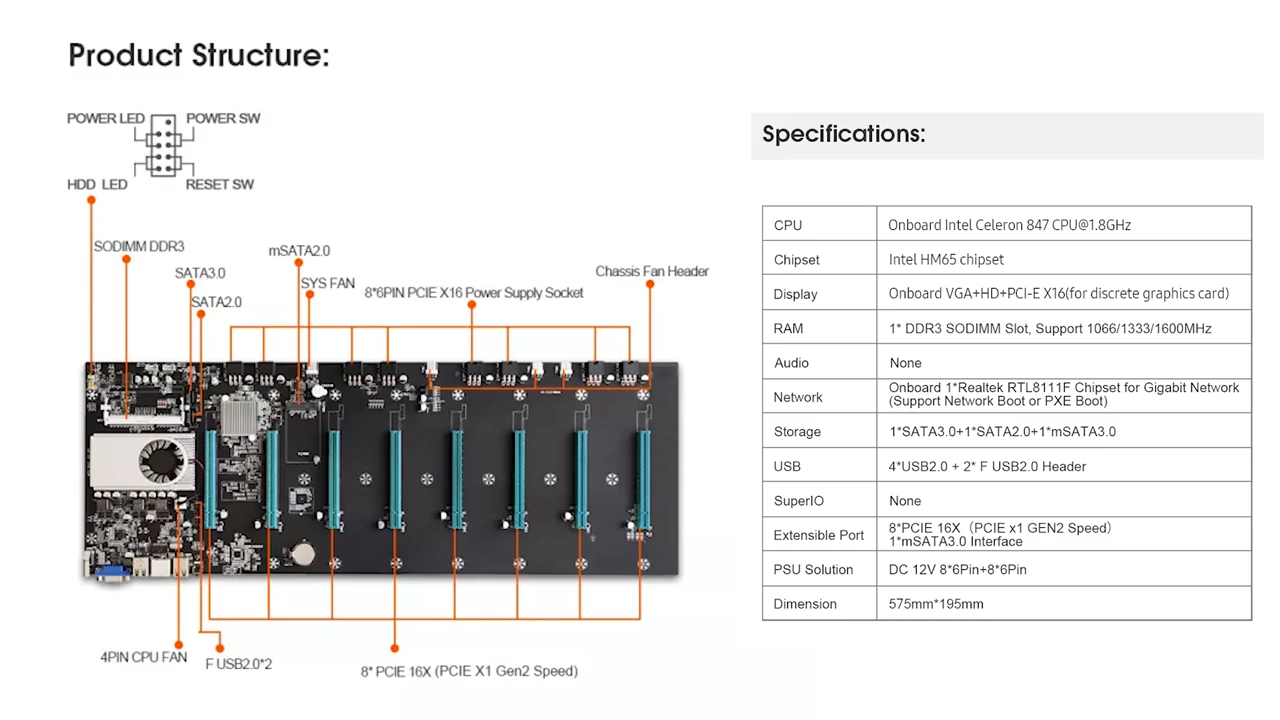 Product Structure:
POWER LED
POWER SW
HDD LED
RESET SW
SODIMM DDR3
SATA3.0
SATA2.0
mSATA2.0
SYS FAN
8*6PIN PCIE X16 Power Supply Socket
Chassis Fan Header
4PIN CPU FAN
F USB2.0*2
8* PCIE 16X (PCIE X1 Gen2 Speed)
Specifications:
CPU Onboard Intel Celeron 847 CPU@1.8GHz
Chipset Intel HM65 chipset
Display Onboard VGA+HD+PCI-E X16(for discrete graphics card)
RAM 1* DDR3 SODIMM Slot, Support 1066/1333/1600MHz
Audio None
Network Onboard 1*Realtek RTL8111F Chipset for Gigabit Network
(Support Network Boot or PXE Boot)
Storage 1*SATA3.0+1*SATA2.0+1*mSATA3.0
USB 4*USB2.0 + 2* F USB2.0 Header
SuperIO None
Extensible Port 8*PCIE 16X（PCIE x1 GEN2 Speed）
1*mSATA3.0 Interface
PSU Solution DC 12V 8*6Pin+8*6Pin
Dimension 575mm*195mm